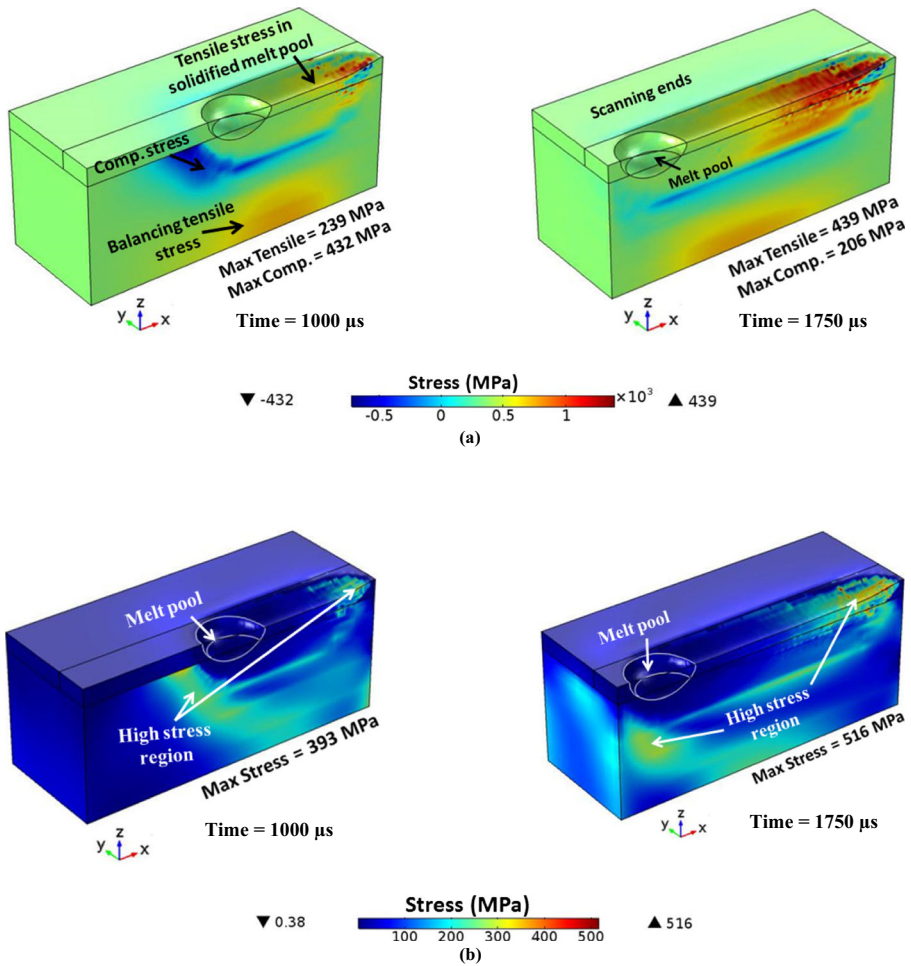 Tensile stress in
solidified melt pool
Comp. stress
Balancing tensile
stress
Max Tensile = 239 MPa
Max Comp. = 432 MPa
z
y
x
Time = 1000 µs
Scanning ends
Melt pool
Max Tensile = 439 MPa
Max Comp. = 206 MPa
z
y
x
Time = 1750 µs
Stress (MPa)
▼ -432
-0.5 0 0.5 1 ×10³
▲ 439
(a)
Melt pool
High stress
region
Max Stress = 393 MPa
z
y
x
Time = 1000 µs
Melt pool
High stress
region
Max Stress = 516 MPa
z
y
x
Time = 1750 µs
Stress (MPa)
▼ 0.38
100 200 300 400 500
▲ 516
(b)